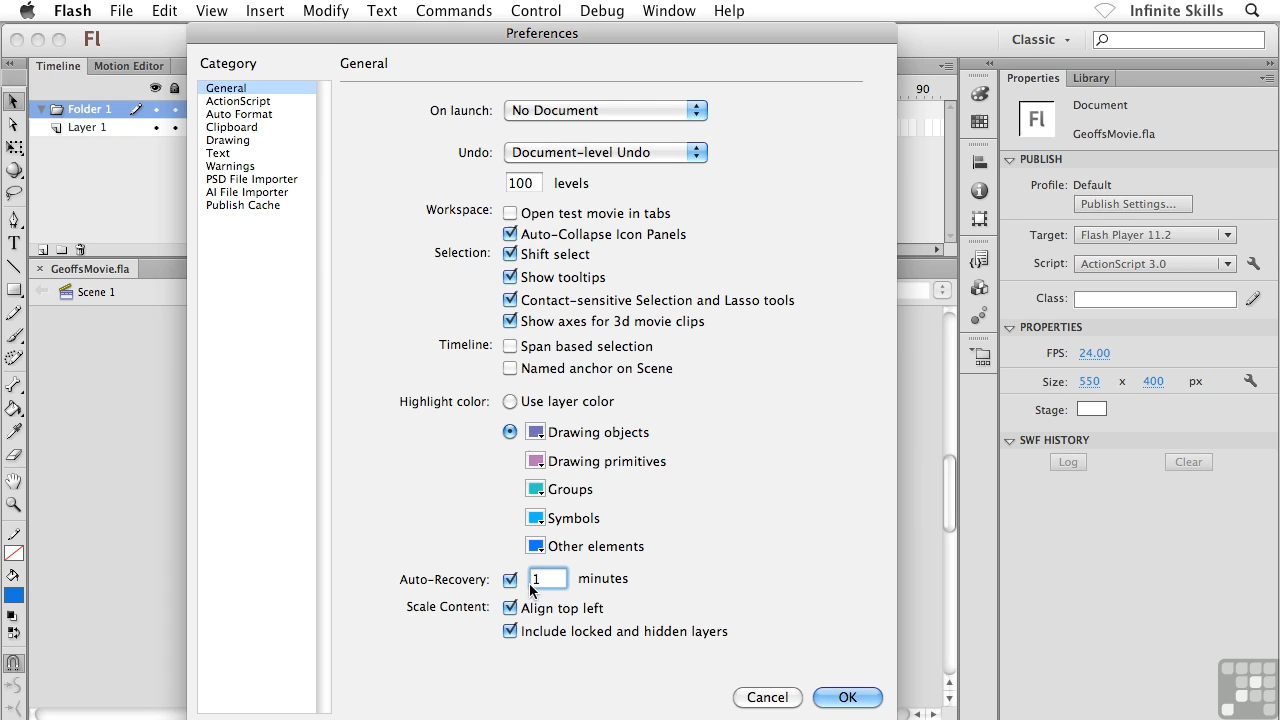 Flash File Edit View Insert Modify Text Commands Control Debug Window Help Infinite Skills
Preferences
Fl Classic
Timeline Motion Editor
90
Folder 1
Layer 1
GeoffsMovie.fla
Scene 1
Category
General
ActionScript
Auto Format
Clipboard
Drawing
Text
Warnings
PSD File Importer
AI File Importer
Publish Cache
General
On launch: No Document
Undo: Document-level Undo
100 levels
Workspace: Open test movie in tabs
Auto-Collapse Icon Panels
Selection: Shift select
Show tooltips
Contact-sensitive Selection and Lasso tools
Show axes for 3d movie clips
Timeline: Span based selection
Named anchor on Scene
Highlight color: Use layer color
Drawing objects
Drawing primitives
Groups
Symbols
Other elements
Auto-Recovery: 1 minutes
Scale Content: Align top left
Include locked and hidden layers
Cancel OK
Properties Library
Fl Document
GeoffsMovie.fla
PUBLISH
Profile: Default
Publish Settings...
Target: Flash Player 11.2
Script: ActionScript 3.0
Class:
PROPERTIES
FPS: 24.00
Size: 550 x 400 px
Stage:
SWF HISTORY
Log Clear